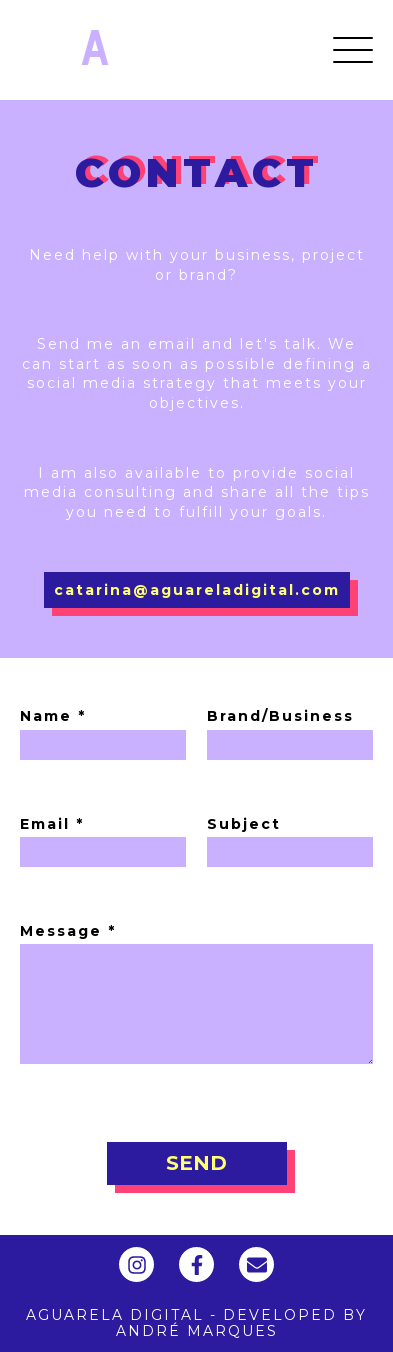 A
CONTACT
Need help with your business, project
or brand?
Send me an email and let's talk. We
can start as soon as possible defining a
social media strategy that meets your
objectives.
I am also available to provide social
media consulting and share all the tips
you need to fulfill your goals.
catarina@aguareladigital.com
Name * Brand/Business
Email * Subject
Message *
SEND
AGUARELA DIGITAL - DEVELOPED BY
ANDRÉ MARQUES